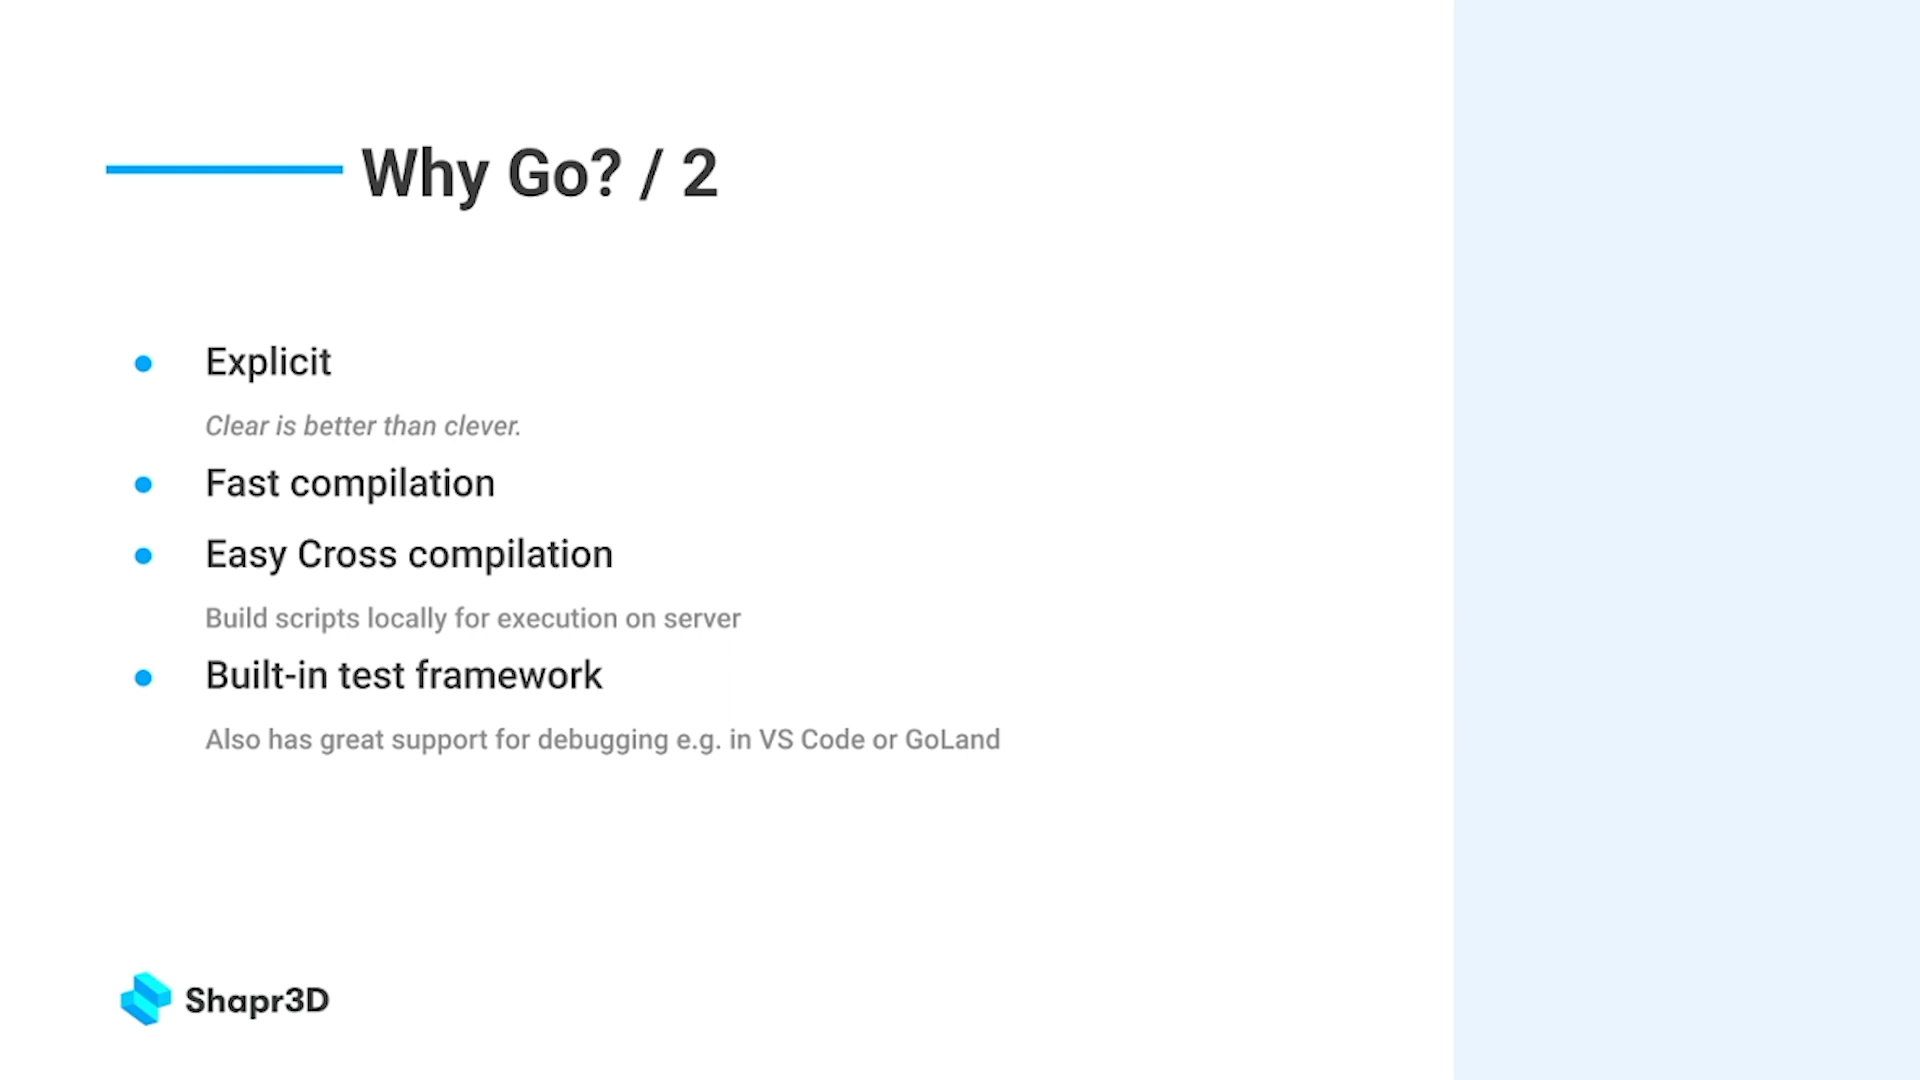 Why Go? / 2
Explicit
Clear is better than clever.
Fast compilation
Easy Cross compilation
Build scripts locally for execution on server
Built-in test framework
Also has great support for debugging e.g. in VS Code or GoLand
Shapr3D